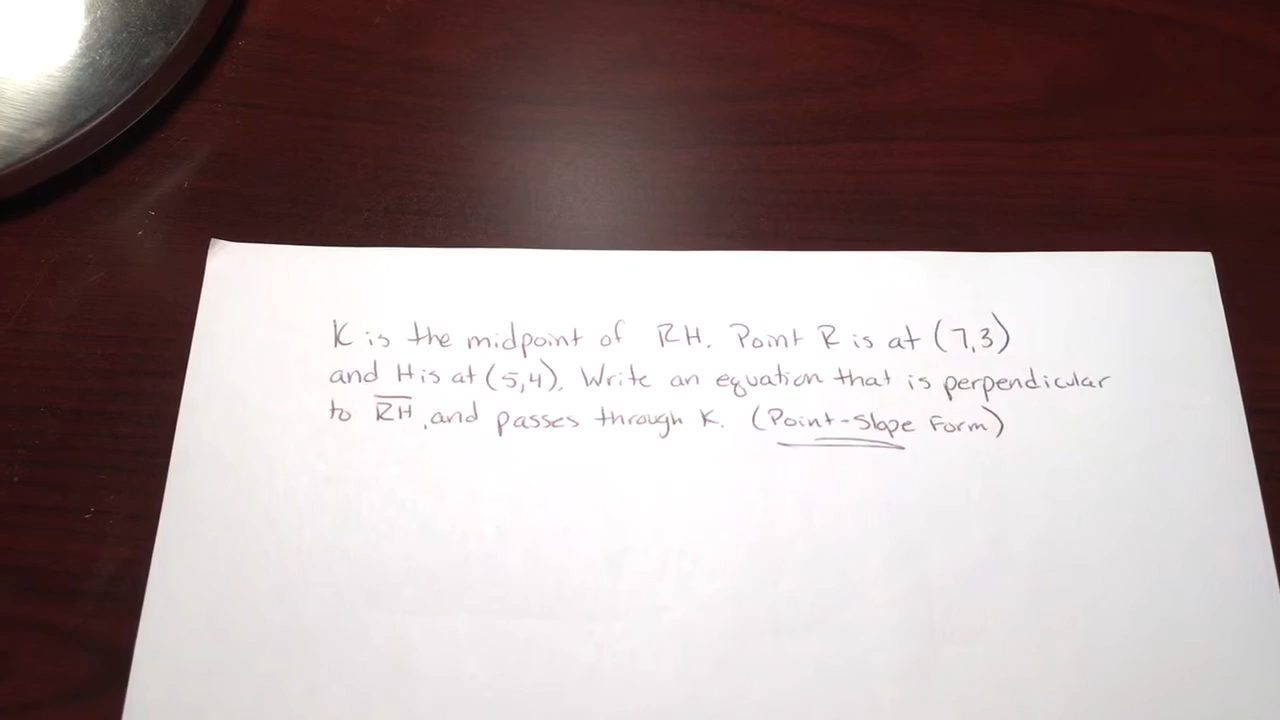 K is the midpoint of RH. Point R is at (7,3)
and H is at (5,4). Write an equation that is perpendicular
to RH, and passes through K. (Point-Slope Form)